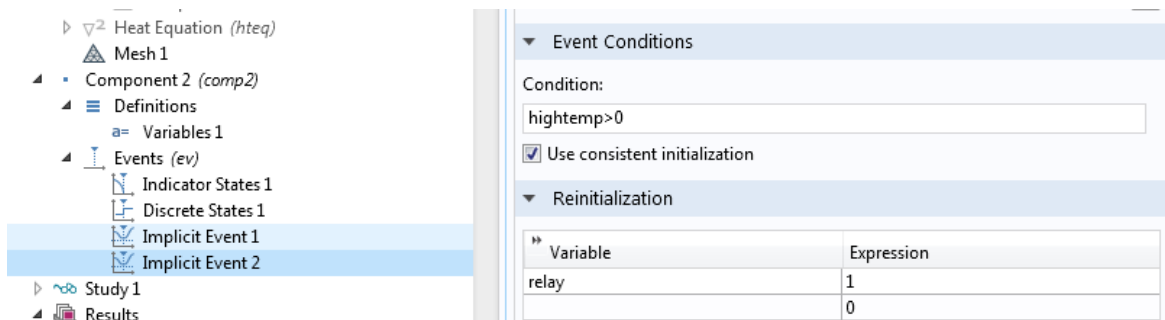 ∇² Heat Equation (hteq)
Mesh 1
Component 2 (comp2)
Definitions
a= Variables 1
Events (ev)
Indicator States 1
Discrete States 1
Implicit Event 1
Implicit Event 2
Study 1
Results
Event Conditions
Condition:
hightemp>0
Use consistent initialization
Reinitialization
Variable Expression
relay 1
0